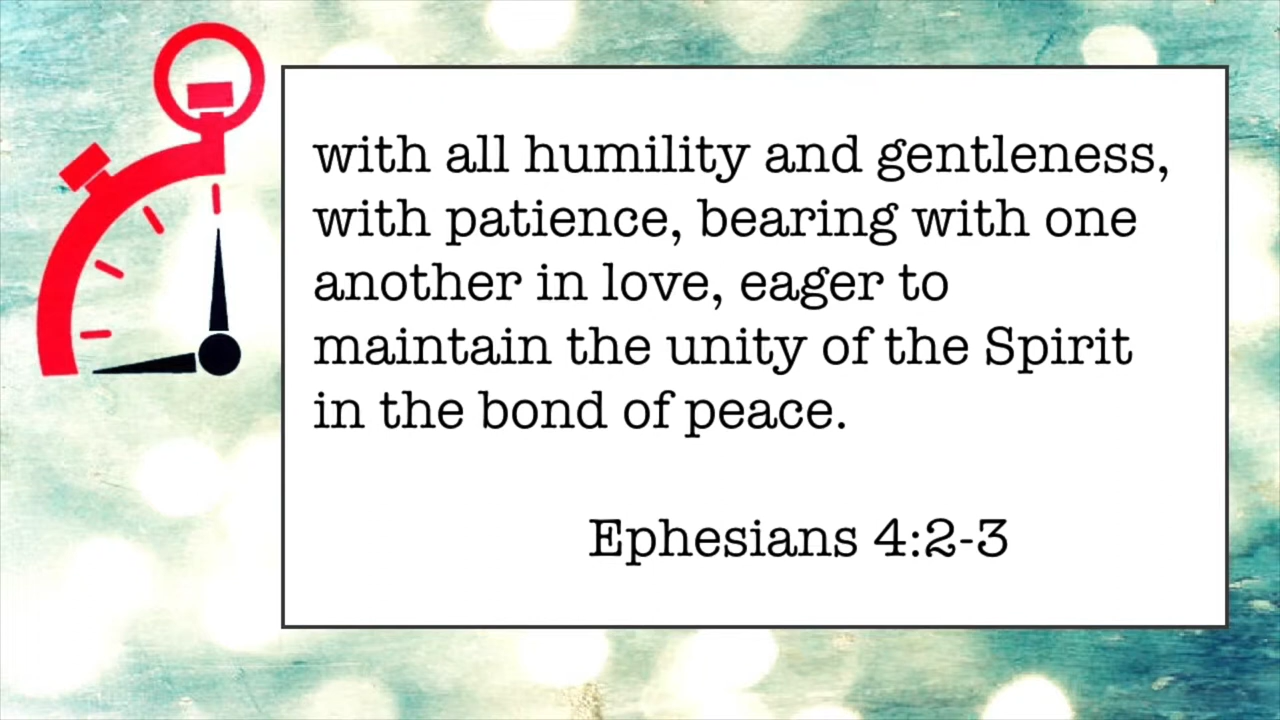 with all humility and gentleness,
with patience, bearing with one
another in love, eager to
maintain the unity of the Spirit
in the bond of peace.
Ephesians 4:2-3